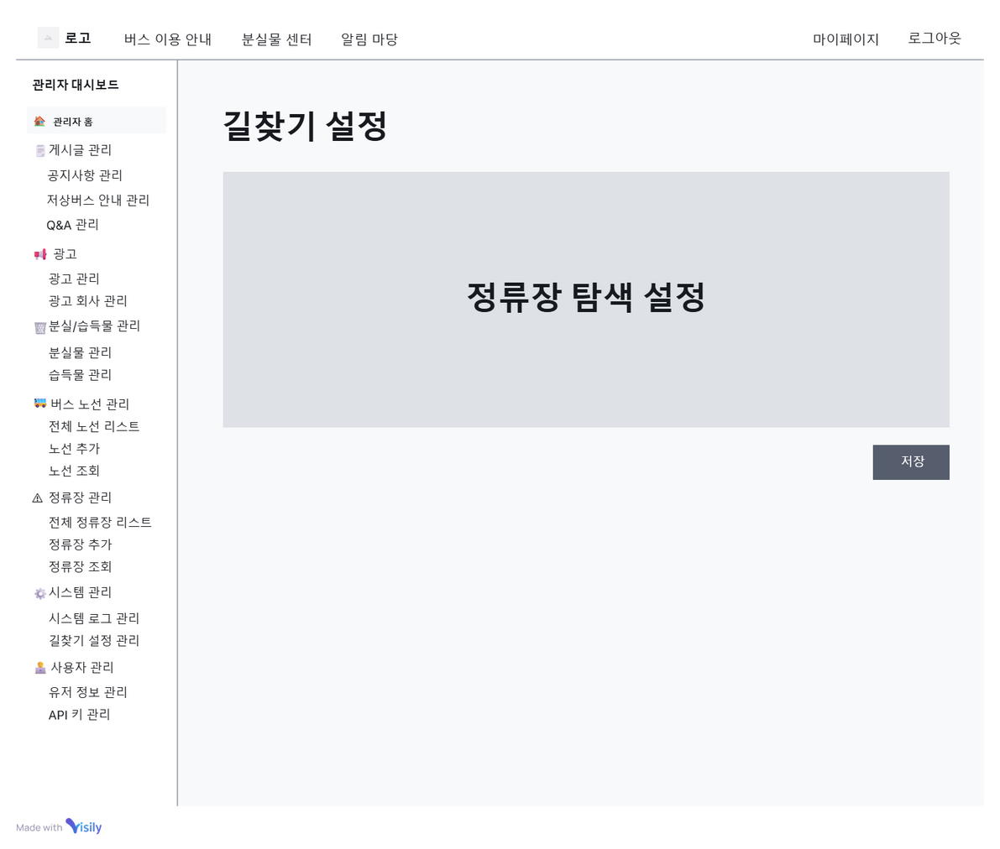 로고
버스 이용 안내
분실물 센터
알림 마당
마이페이지
로그아웃
관리자 대시보드
관리자 홈
게시글 관리
공지사항 관리
저상버스 안내 관리
Q&A 관리
광고
광고 관리
광고 회사 관리
분실/습득물 관리
분실물 관리
습득물 관리
버스 노선 관리
전체 노선 리스트
노선 추가
노선 조회
정류장 관리
전체 정류장 리스트
정류장 추가
정류장 조회
시스템 관리
시스템 로그 관리
길찾기 설정 관리
사용자 관리
유저 정보 관리
API 키 관리
길찾기 설정
정류장 탐색 설정
저장
Made with Visily